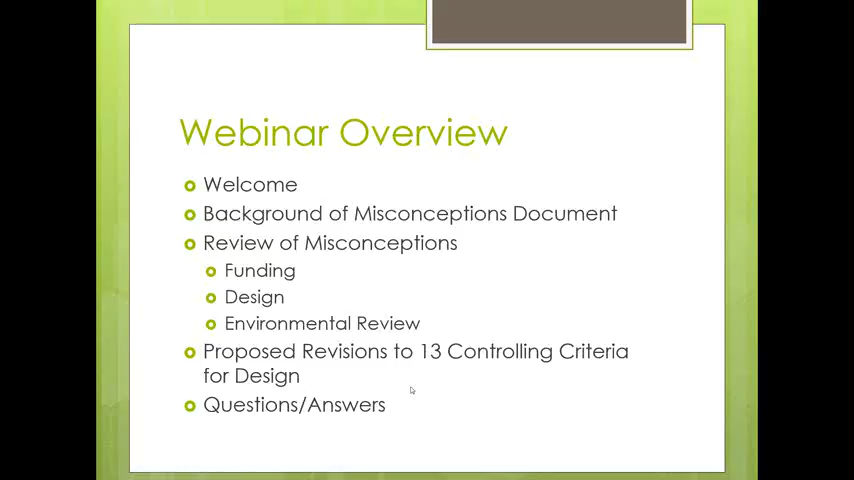 Webinar Overview
Welcome
Background of Misconceptions Document
Review of Misconceptions
Funding
Design
Environmental Review
Proposed Revisions to 13 Controlling Criteria
for Design
Questions/Answers